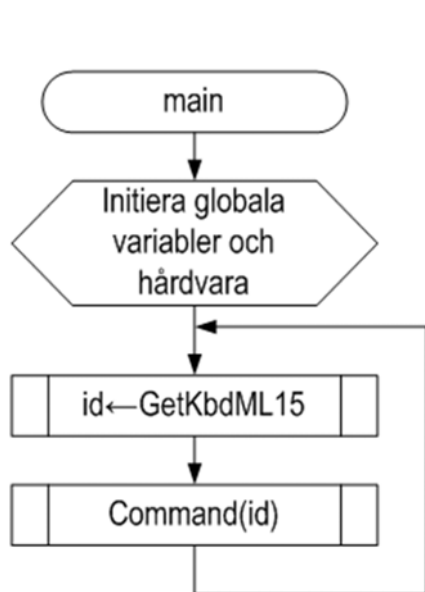 main
Initiera globala
variabler och
hårdvara
id←GetKbdML15
Command(id)